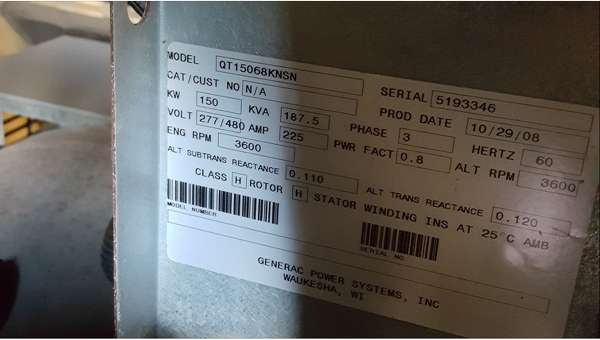 MODEL QT15068KNSN SERIAL 5193346
CAT/CUST NO N/A PROD DATE 10/29/08
KW 150 KVA 187.5 PHASE 3 HERTZ 60
VOLT 277/480 AMP 225 PWR FACT 0.8 ALT RPM 3600
ENG RPM 3600
ALT SUBTRANS REACTANCE 0.110 ALT TRANS REACTANCE 0.120
CLASS H ROTOR H STATOR WINDING INS AT 25°C AMB
MODEL NUMBER SERIAL NO
GENERAC POWER SYSTEMS, INC
WAUKESHA, WI